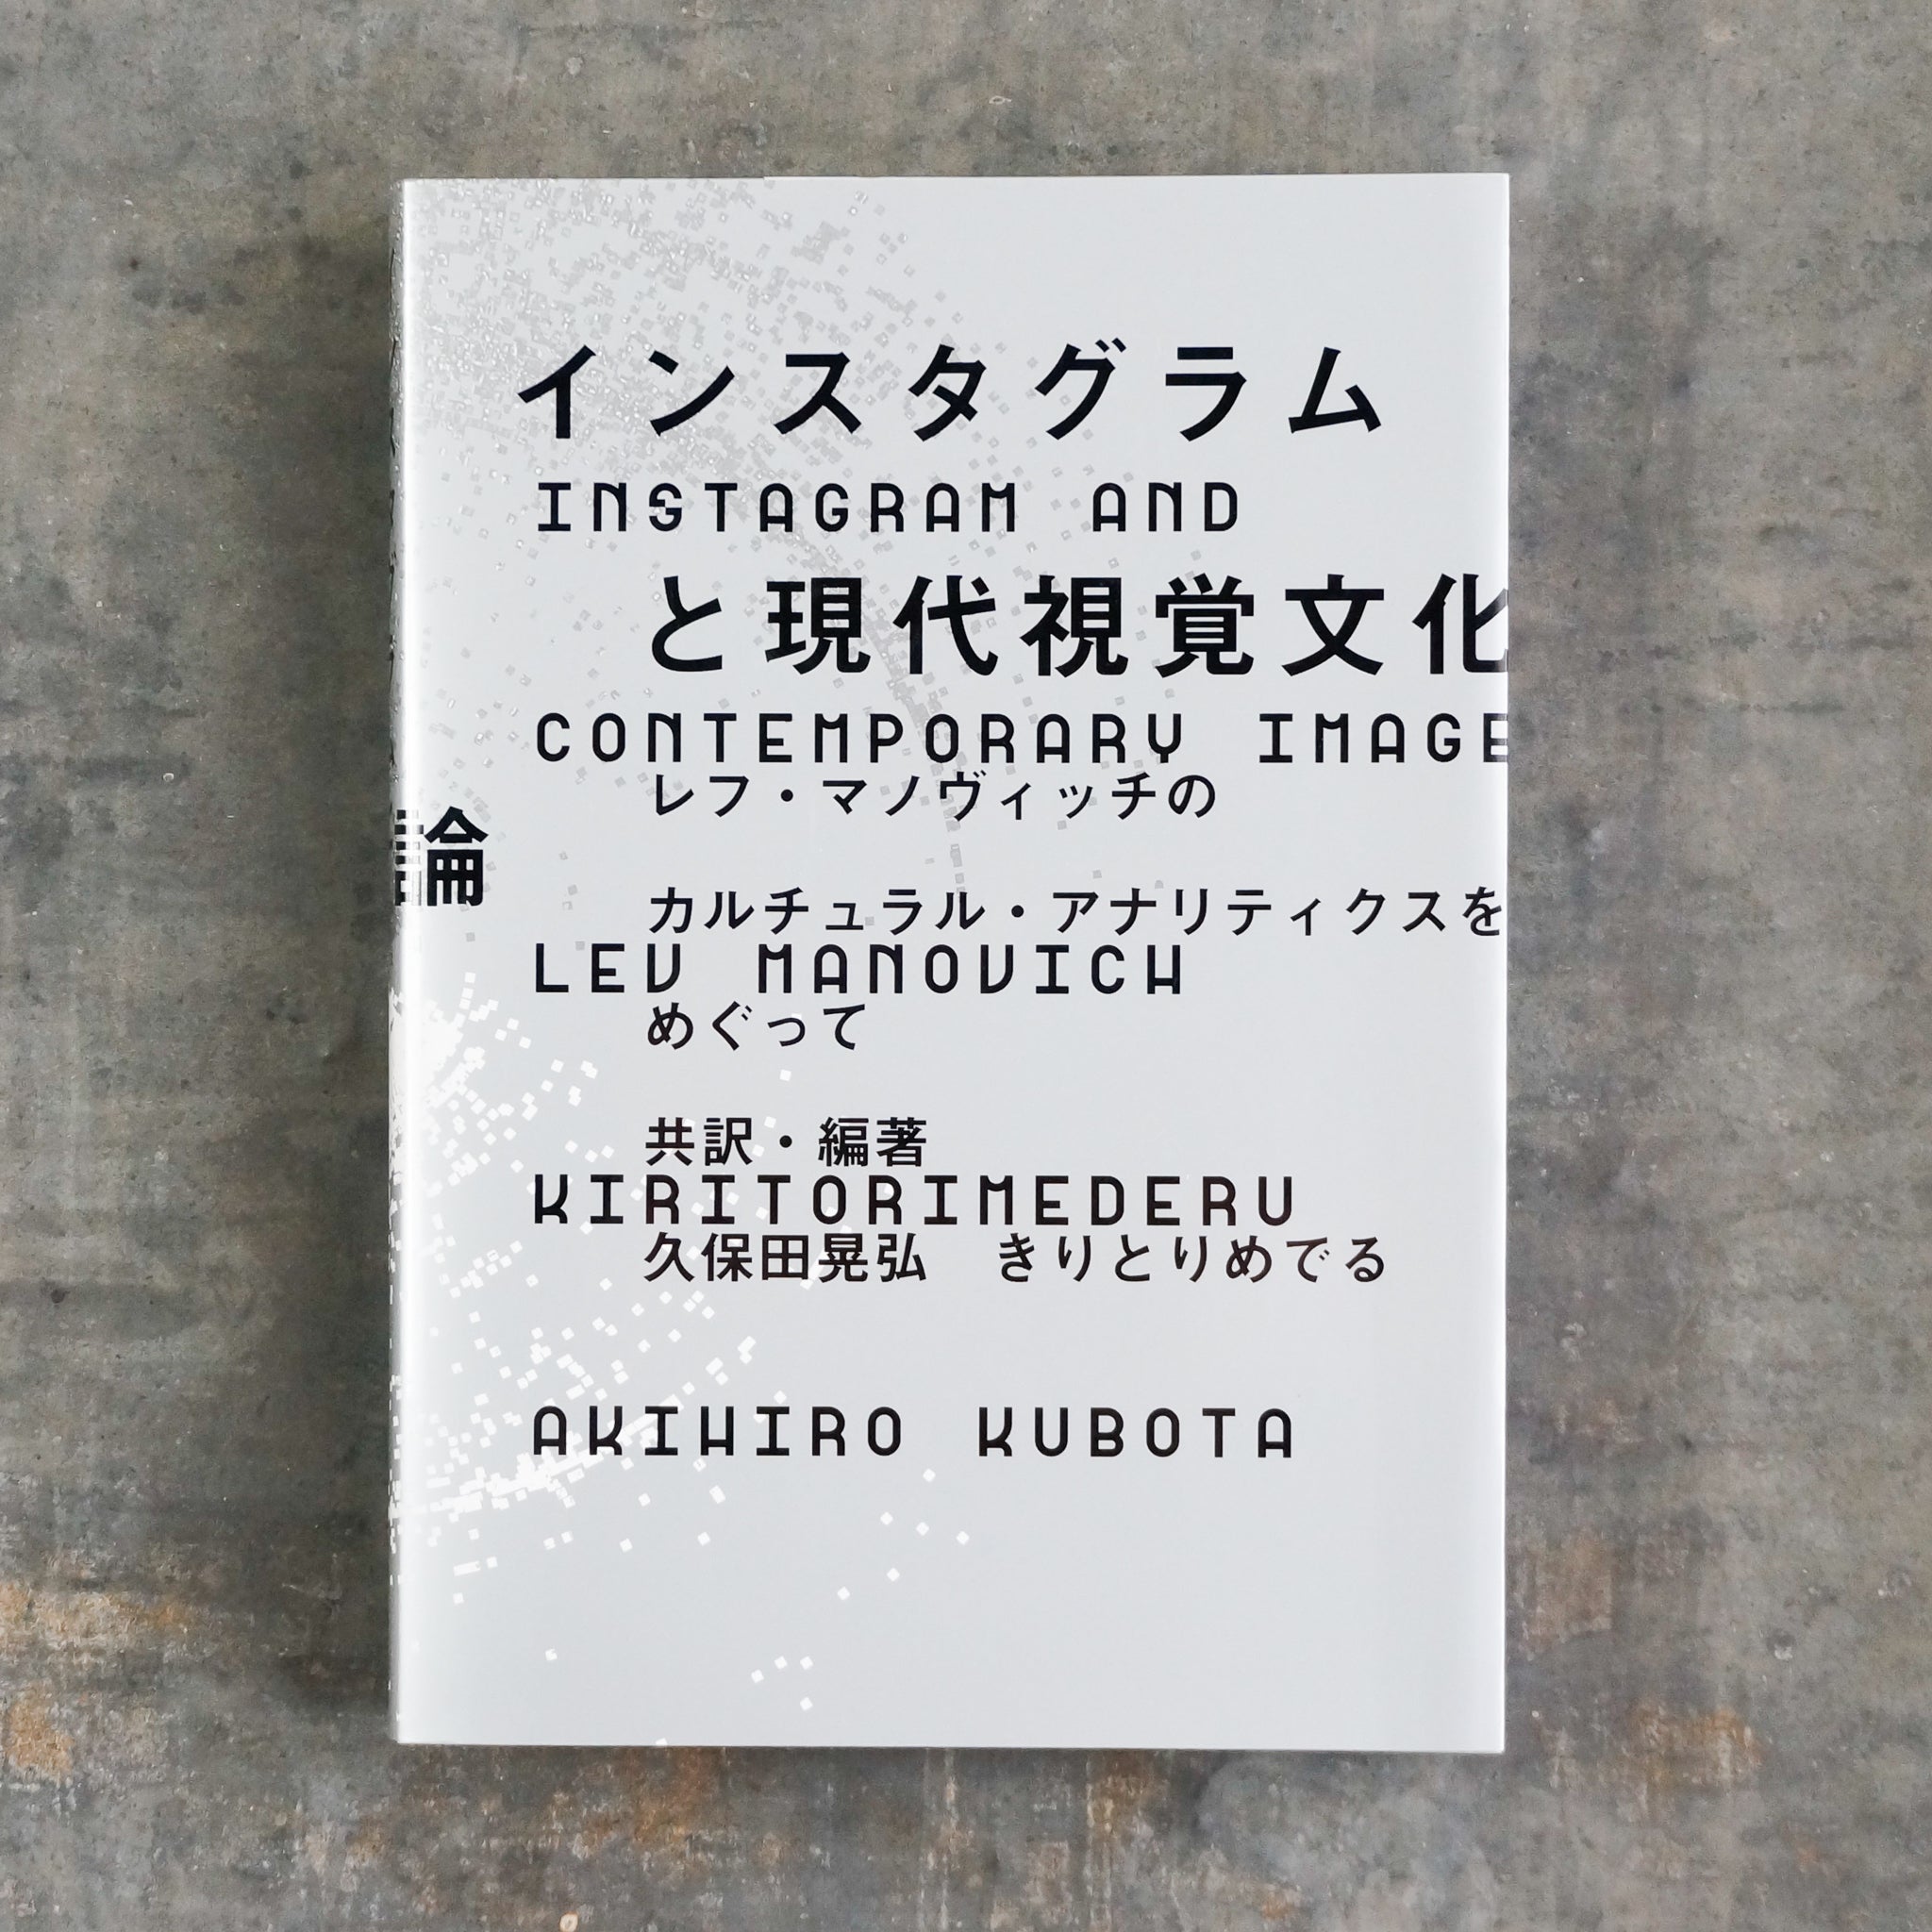 インスタグラム
INSTAGRAM AND
と現代視覚文化
CONTEMPORARY IMAGE
レフ・マノヴィッチの
論
カルチュラル・アナリティクスを
LEV MANOVICH
めぐって
共訳・編著
KIRITORIMEDERU
久保田晃弘 きりとりめでる
AKIHIRO KUBOTA